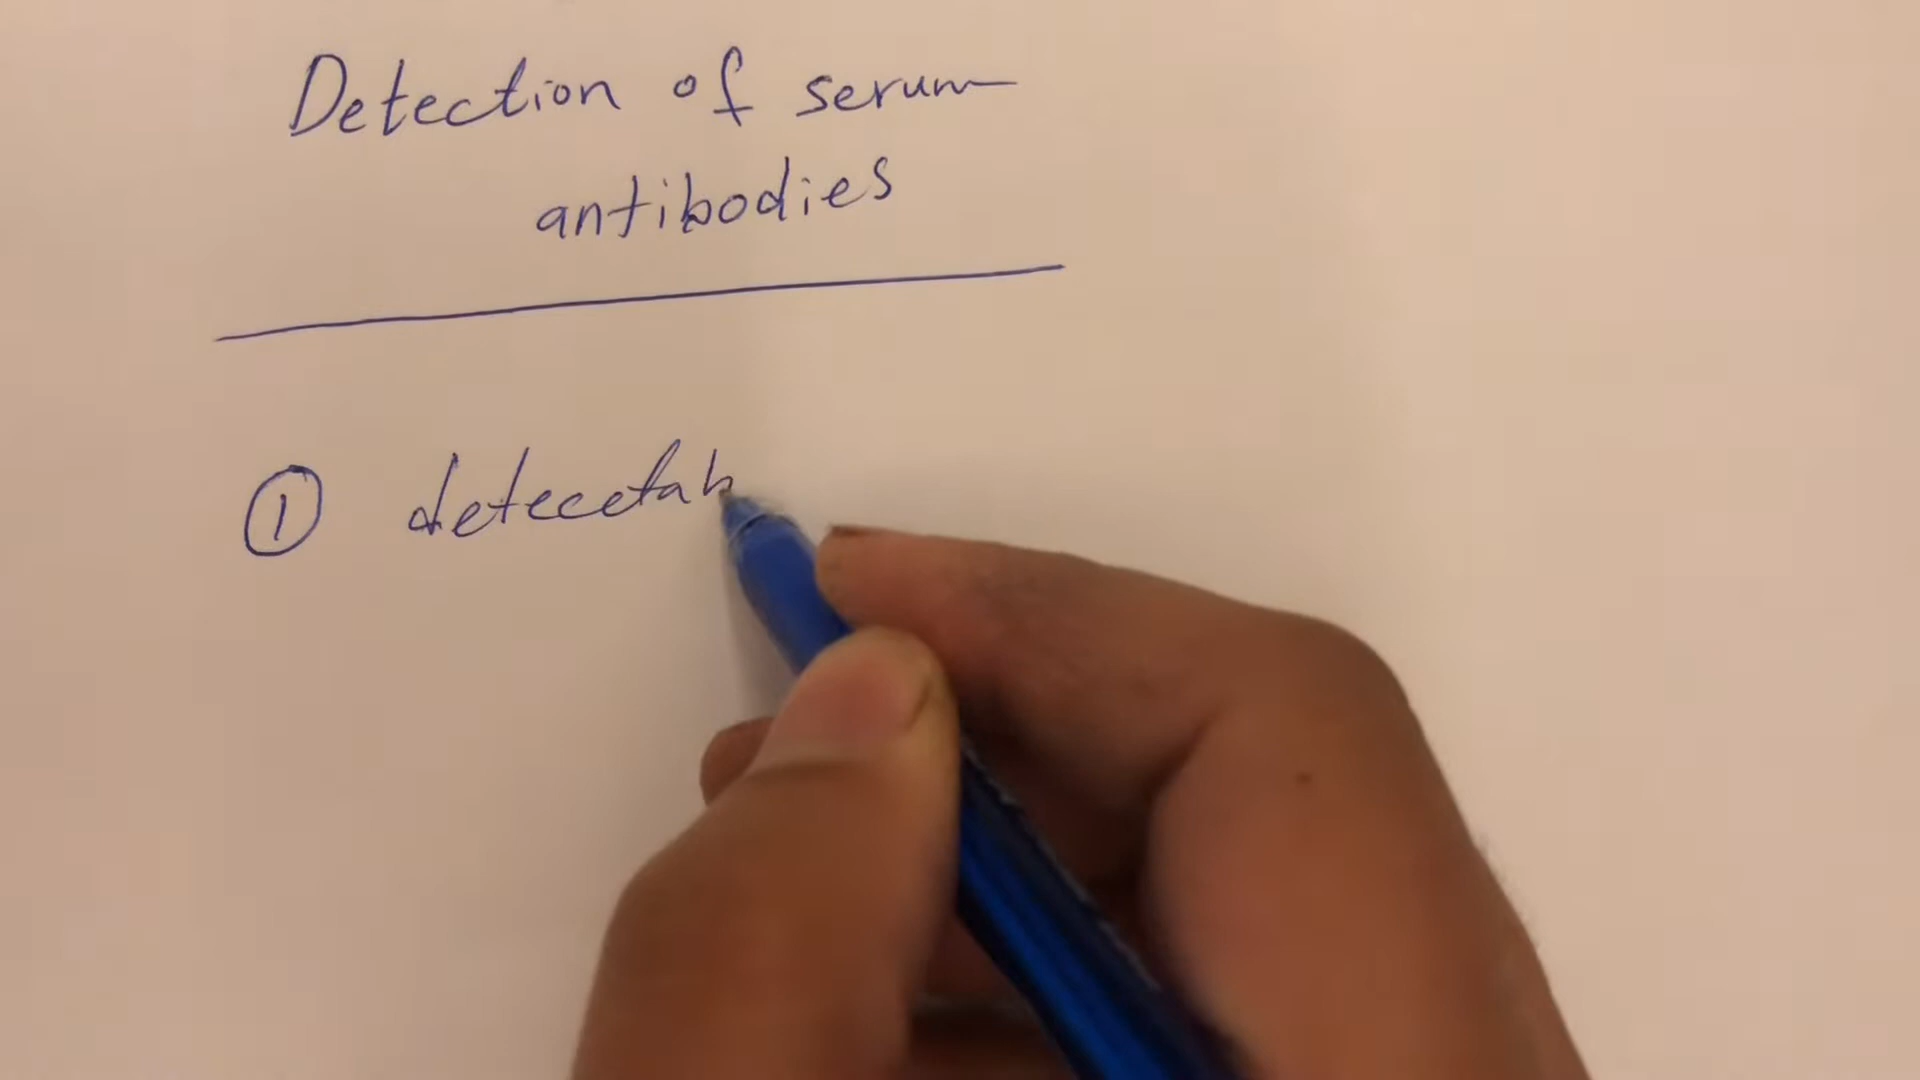 Detection of serum
antibodies
① detecetab